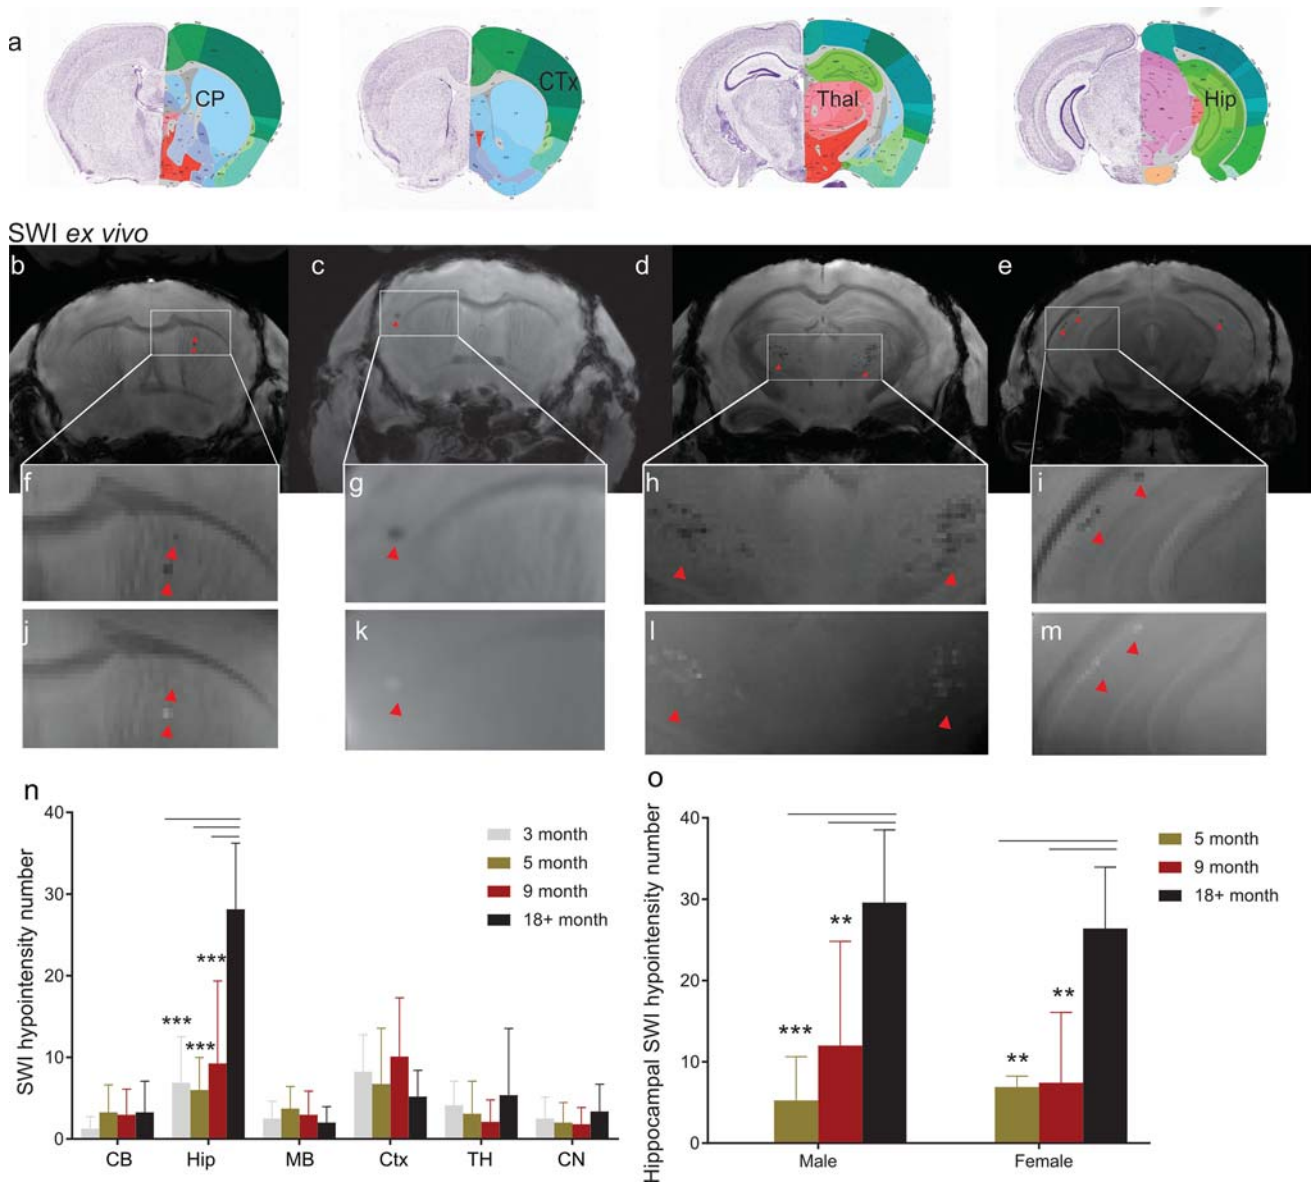 a
CP
CTx
Thal
Hip
SWI ex vivo
b
c
d
e
f
g
h
i
j
k
l
m
n
SWI hypointensity number
40
30
20
10
0
3 month
5 month
9 month
18+ month
***
***
***
CB
Hip
MB
Ctx
TH
CN
o
Hippocampal SWI hypointensity number
40
30
20
10
0
5 month
9 month
18+ month
***
**
**
**
Male
Female